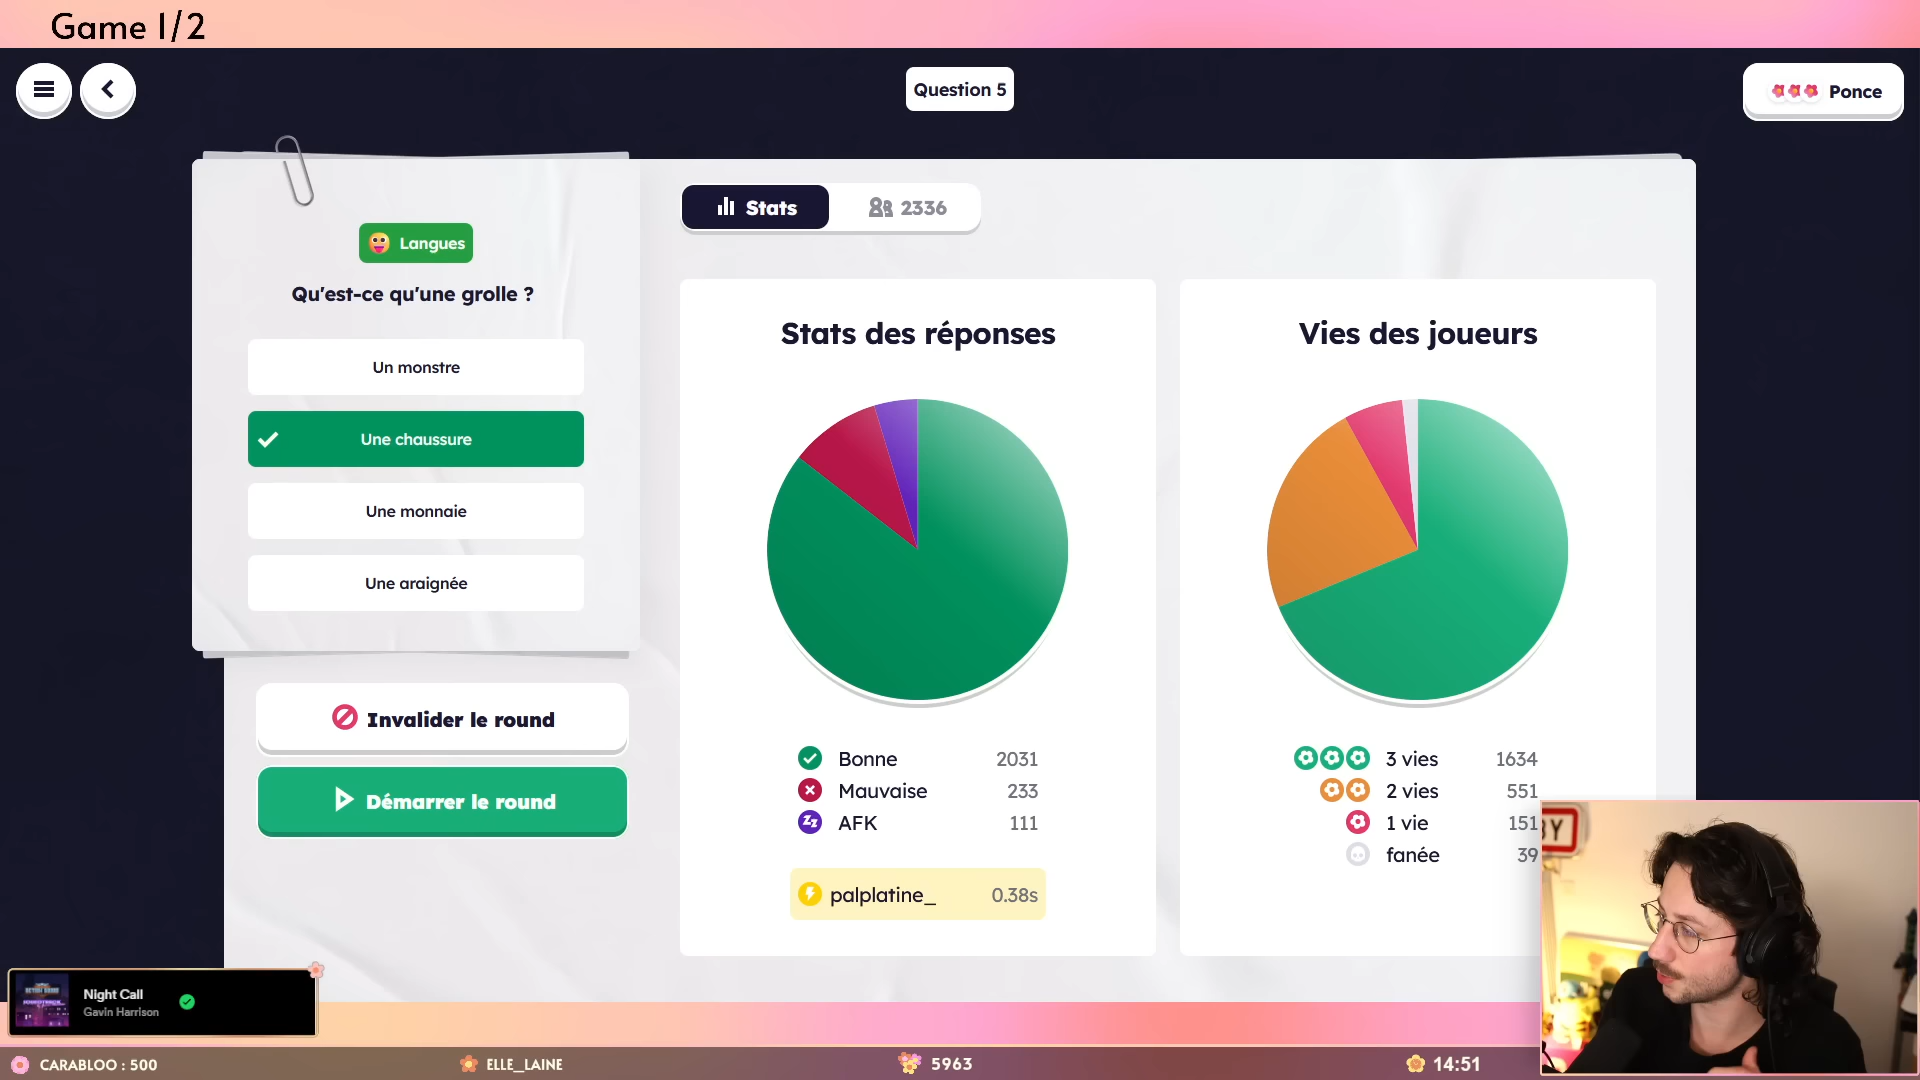 Game 1/2
Question 5
Ponce
Langues
Qu'est-ce qu'une grolle ?
Un monstre
Une chaussure
Une monnaie
Une araignée
Invalider le round
Démarrer le round
Stats
2336
Stats des réponses
Bonne 2031
Mauvaise 233
AFK 111
palplatine_ 0.38s
Vies des joueurs
3 vies 1634
2 vies 551
1 vie 151
fanée 39
Night Call
Gavin Harrison
CARABLOO : 500
ELLE_LAINE
5963
14:51